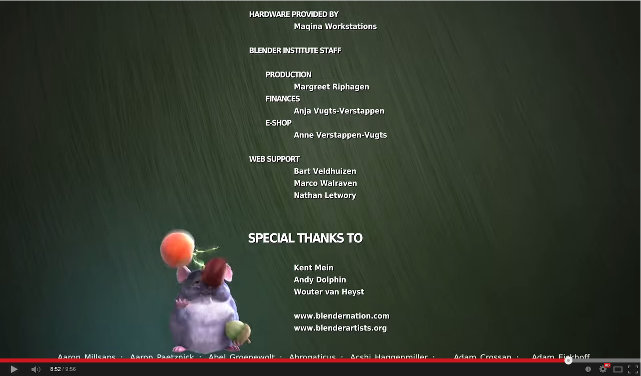 HARDWARE PROVIDED BY
Maqina Workstations
BLENDER INSTITUTE STAFF
PRODUCTION
Margreet Riphagen
FINANCES
Anja Vugts-Verstappen
E-SHOP
Anne Verstappen-Vugts
WEB SUPPORT
Bart Veldhuizen
Marco Walraven
Nathan Letwory
SPECIAL THANKS TO
Kent Mein
Andy Dolphin
Wouter van Heyst
www.blendernation.com
www.blenderartists.org
Aaron Millsans : Aaron Paetznick : Abel Groenewolt : Abrogaticus : Acshi Haggenmiller : Adam Crossan : Adam
8:52 / 9:56